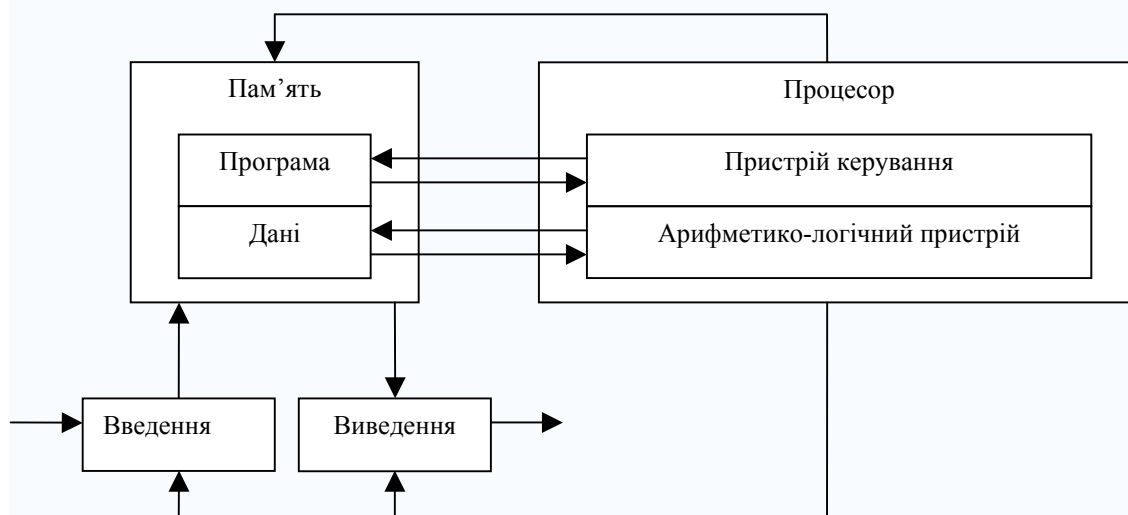 Пам’ять
Процесор
Програма
Пристрій керування
Дані
Арифметико-логічний пристрій
Введення
Виведення